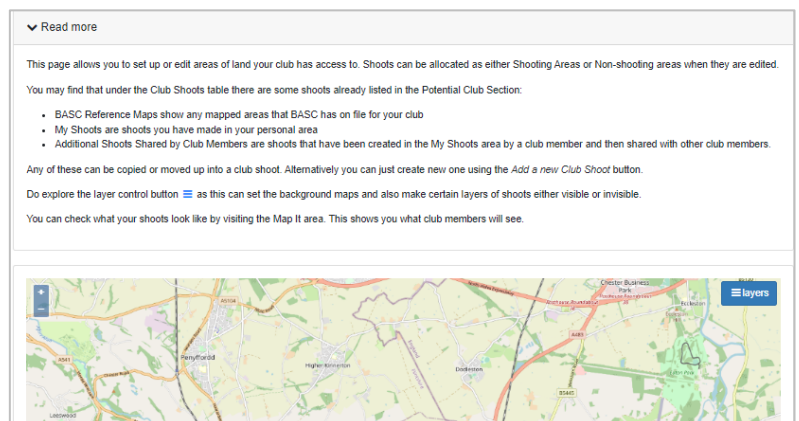 Read more
This page allows you to set up or edit areas of land your club has access to. Shoots can be allocated as either Shooting Areas or Non-shooting areas when they are edited.
You may find that under the Club Shoots table there are some shoots already listed in the Potential Club Section:
• BASC Reference Maps show any mapped areas that BASC has on file for your club
• My Shoots are shoots you have made in your personal area
• Additional Shoots Shared by Club Members are shoots that have been created in the My Shoots area by a club member and then shared with other club members.
Any of these can be copied or moved up into a club shoot. Alternatively you can just create new one using the Add a new Club Shoot button.
Do explore the layer control button ☰ as this can set the background maps and also make certain layers of shoots either visible or invisible.
You can check what your shoots look like by visiting the Map It area. This shows you what club members will see.
+
−
layers
Chester Business
Park
Eccleston
A5104
A483
Penyffordd
A541
Higher Kinnerton
Dodleston
B5445
Leeswood